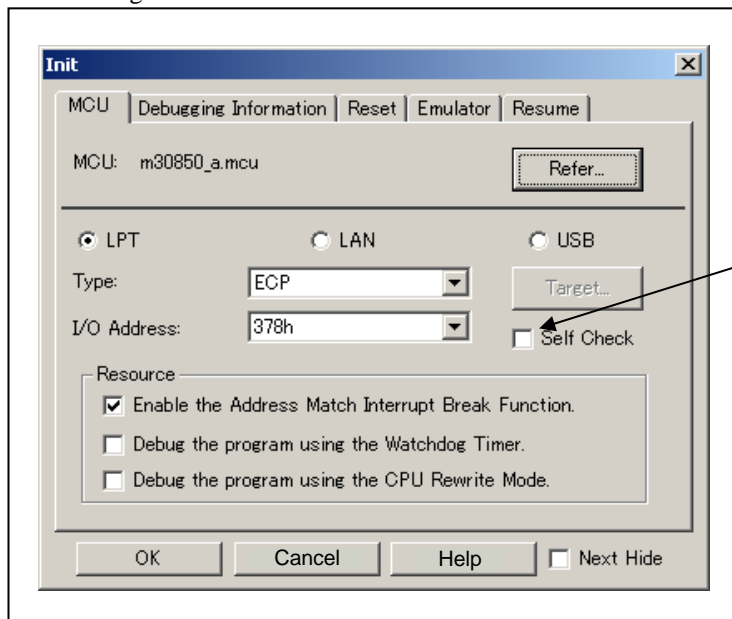 Init
MCU Debugging Information Reset Emulator Resume
MCU: m30850_a.mcu Refer...
LPT LAN USB
Type: ECP Target...
I/O Address: 378h Self Check
Resource
Enable the Address Match Interrupt Break Function.
Debug the program using the Watchdog Timer.
Debug the program using the CPU Rewrite Mode.
OK Cancel Help Next Hide